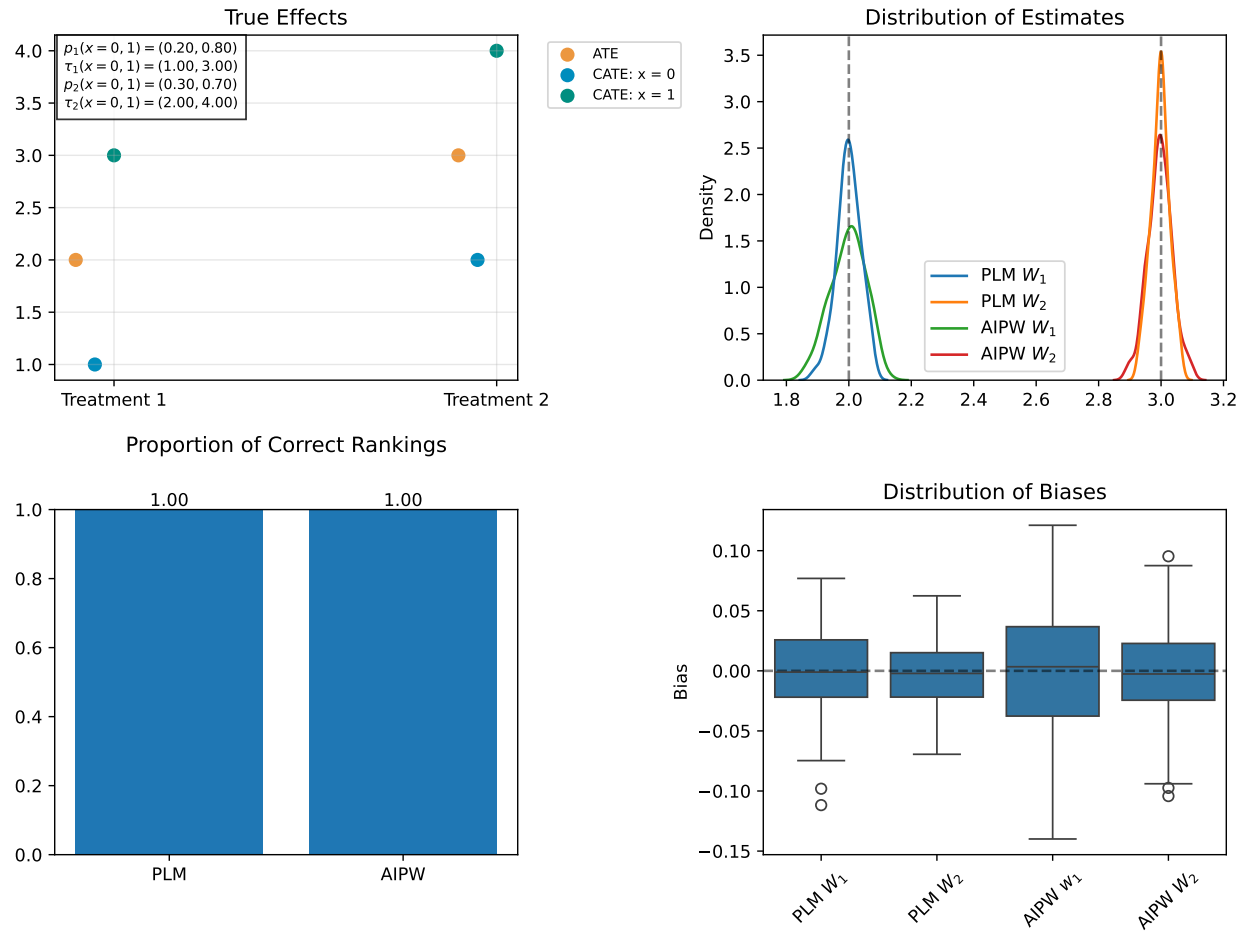 True Effects
p₁(x = 0, 1) = (0.20, 0.80)
τ₁(x = 0, 1) = (1.00, 3.00)
p₂(x = 0, 1) = (0.30, 0.70)
τ₂(x = 0, 1) = (2.00, 4.00)
4.0
3.5
3.0
2.5
2.0
1.5
1.0
Treatment 1 Treatment 2
ATE
CATE: x = 0
CATE: x = 1
Distribution of Estimates
Density
3.5
3.0
2.5
2.0
1.5
1.0
0.5
0.0
PLM W₁
PLM W₂
AIPW W₁
AIPW W₂
1.8 2.0 2.2 2.4 2.6 2.8 3.0 3.2
Proportion of Correct Rankings
1.00 1.00
1.0
0.8
0.6
0.4
0.2
0.0
PLM AIPW
Distribution of Biases
Bias
0.10
0.05
0.00
−0.05
−0.10
−0.15
PLM W₁
PLM W₂
AIPW w₁
AIPW W₂